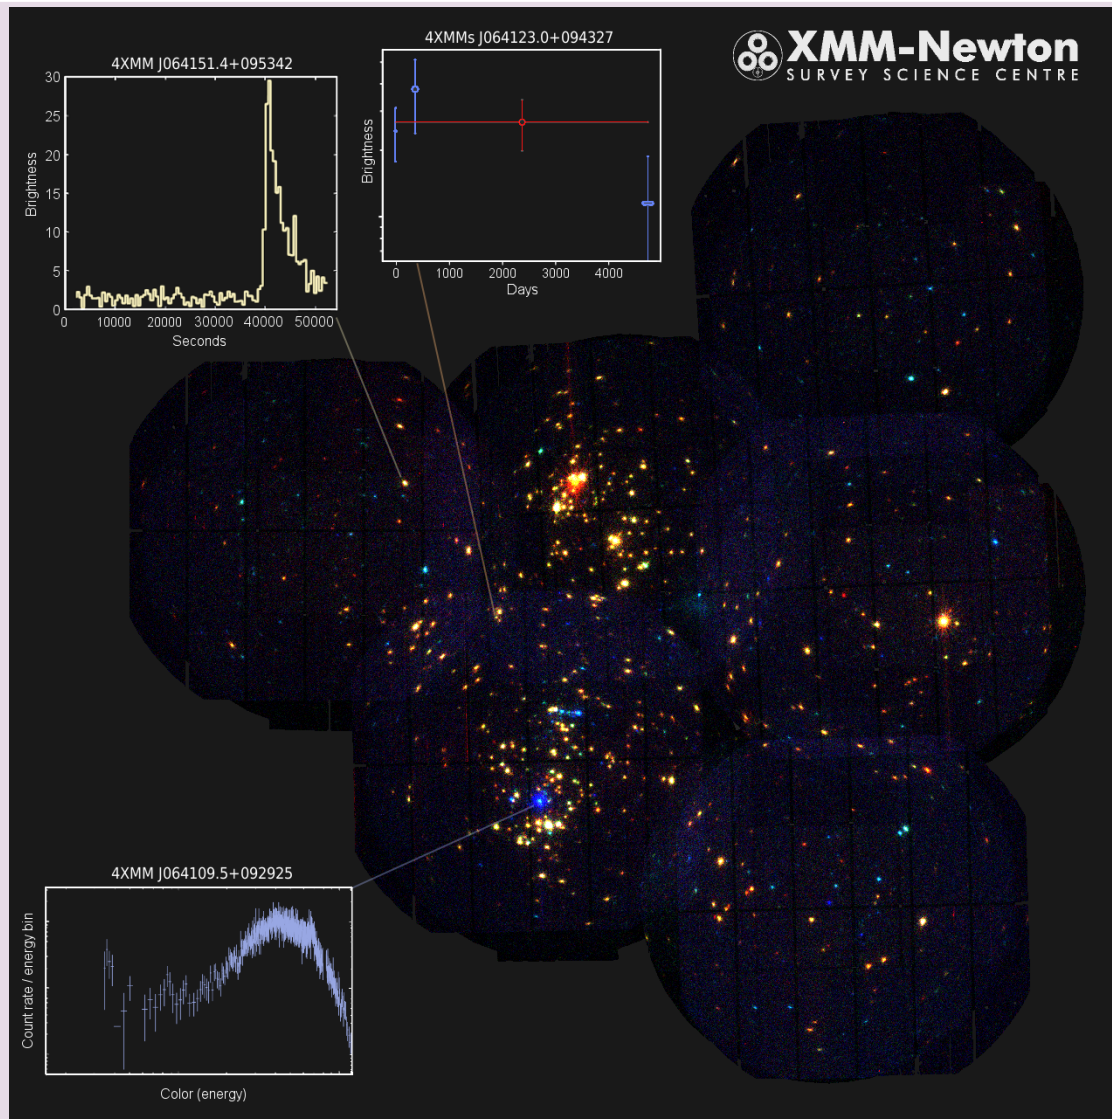 4XMM J064151.4+095342
30
25
20
15
10
5
0
Brightness
0 10000 20000 30000 40000 50000
Seconds
4XMMs J064123.0+094327
Brightness
0 1000 2000 3000 4000
Days
XMM-Newton
SURVEY SCIENCE CENTRE
4XMM J064109.5+092925
Count rate / energy bin
Color (energy)